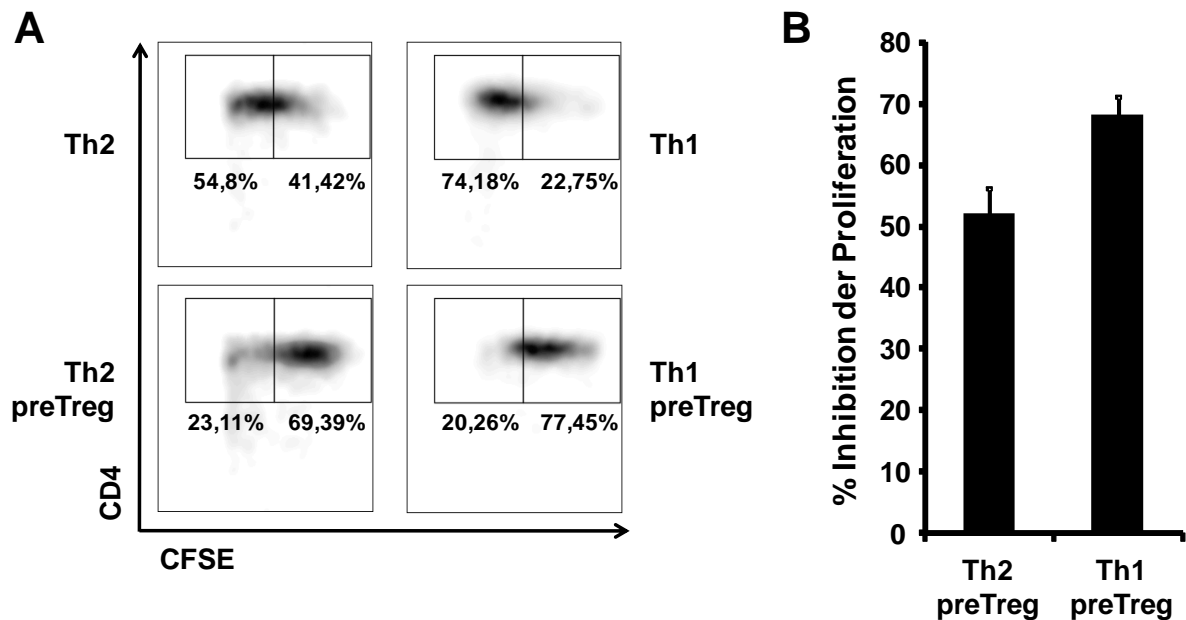 A
Th2
54,8% 41,42%
74,18% 22,75%
Th1
Th2
preTreg
23,11% 69,39%
20,26% 77,45%
Th1
preTreg
CD4
CFSE
B
% Inhibition der Proliferation
80
70
60
50
40
30
20
10
0
Th2
preTreg
Th1
preTreg